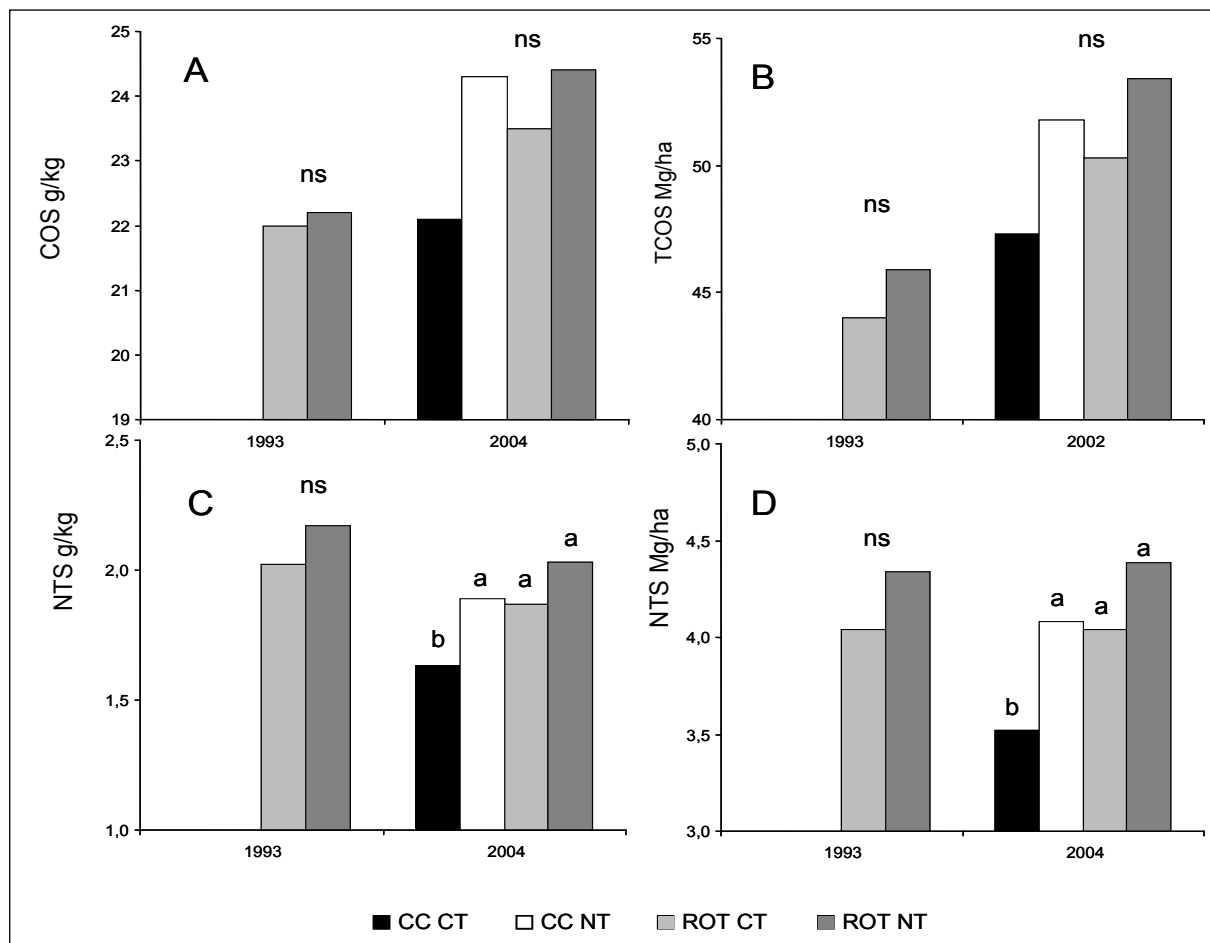 A
COS g/kg
25
24
23
22
21
20
19
ns
ns
1993
2004
B
TCOS Mg/ha
55
50
45
40
ns
ns
1993
2002
C
NTS g/kg
2,5
2,0
1,5
1,0
ns
b
a
a
a
1993
2004
D
NTS Mg/ha
5,0
4,5
4,0
3,5
3,0
ns
b
a
a
a
1993
2004
CC CT CC NT ROT CT ROT NT